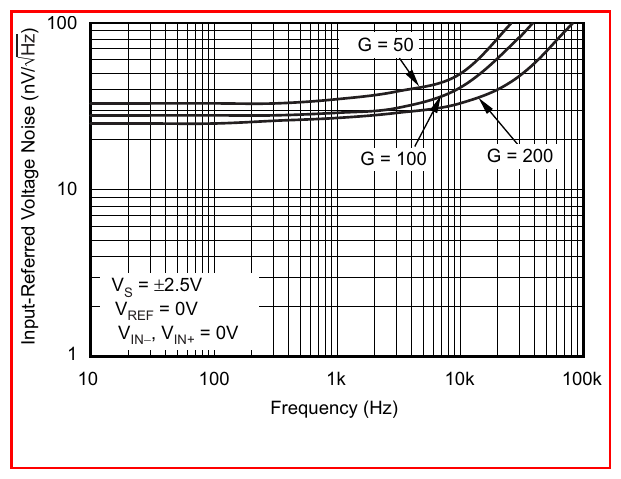 Input-Referred Voltage Noise (nV/√Hz)
100
10
1
G = 50
G = 100
G = 200
VS = ±2.5V
VREF = 0V
VIN−, VIN+ = 0V
10 100 1k 10k 100k
Frequency (Hz)